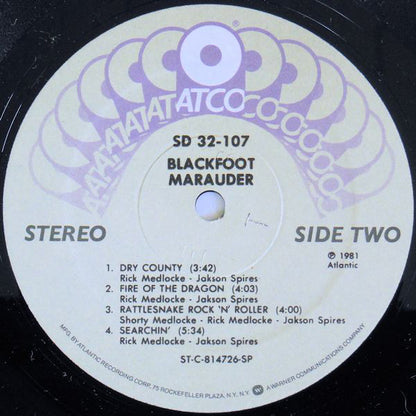 ATATATATATCOCOCOCOCO
SD 32-107
BLACKFOOT
MARAUDER
STEREO
SIDE TWO
℗ 1981
Atlantic
1. DRY COUNTY (3:42)
Rick Medlocke - Jakson Spires
2. FIRE OF THE DRAGON (4:03)
Rick Medlocke - Jakson Spires
3. RATTLESNAKE ROCK 'N' ROLLER (4:00)
Shorty Medlocke - Rick Medlocke - Jakson Spires
4. SEARCHIN' (5:34)
Rick Medlocke - Jakson Spires
ST-C-814726-SP
MFG. BY ATLANTIC RECORDING CORP., 75 ROCKEFELLER PLAZA, N.Y., N.Y. A WARNER COMMUNICATIONS COMPANY